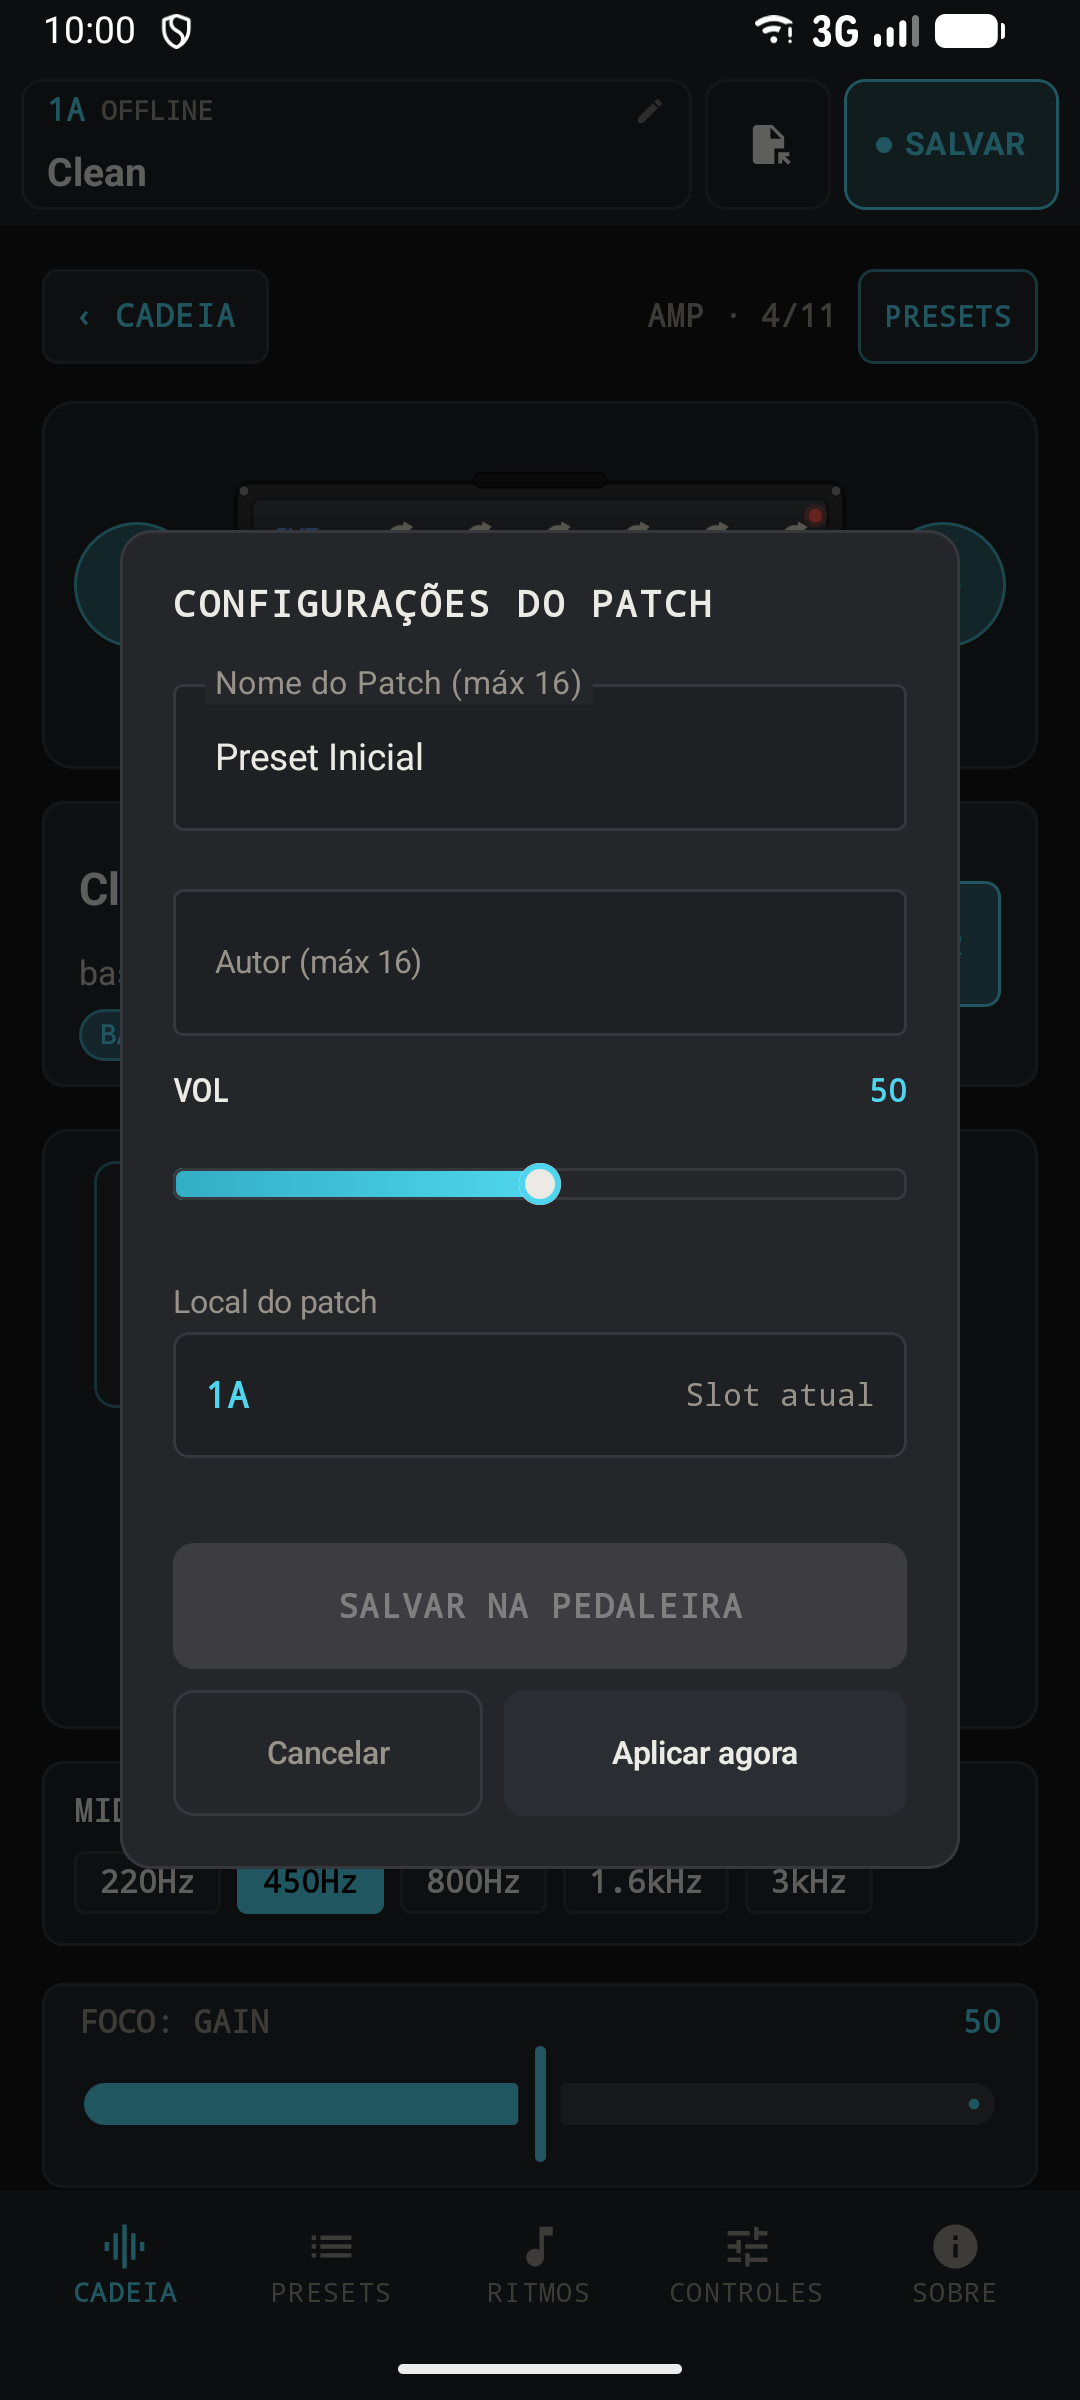 10:00
3G
1A OFFLINE
Clean
SALVAR
‹ CADEIA
AMP · 4/11
PRESETS
CONFIGURAÇÕES DO PATCH
Nome do Patch (máx 16)
Preset Inicial
Autor (máx 16)
VOL
50
Local do patch
1A
Slot atual
SALVAR NA PEDALEIRA
Cancelar
Aplicar agora
220Hz
450Hz
800Hz
1.6kHz
3kHz
FOCO: GAIN
50
CADEIA
PRESETS
RITMOS
CONTROLES
SOBRE